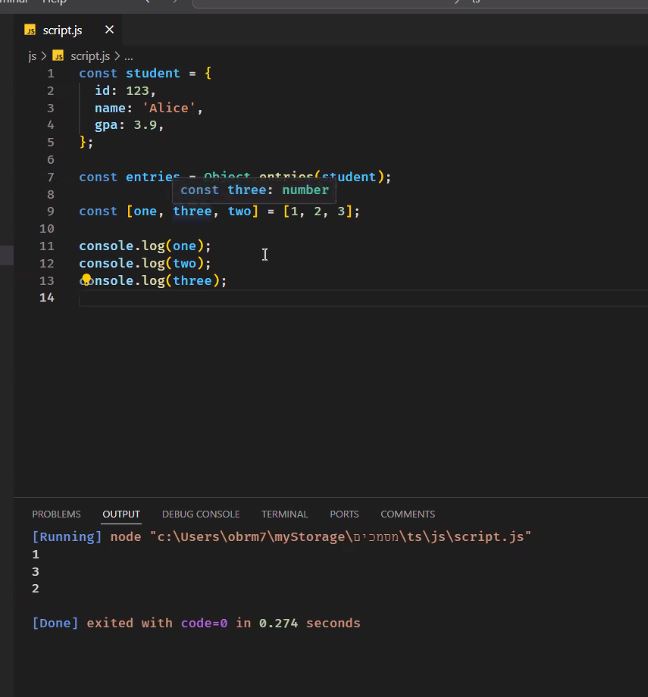 Help
script.js
js > script.js > ...
1 const student = {
2 id: 123,
3 name: 'Alice',
4 gpa: 3.9,
5 };
6
7 const entries = Object.entries(student);
const three: number
8
9 const [one, three, two] = [1, 2, 3];
10
11 console.log(one);
12 console.log(two);
13 console.log(three);
14
PROBLEMS OUTPUT DEBUG CONSOLE TERMINAL PORTS COMMENTS
[Running] node "c:\Users\obrm7\myStorage\מסמכים\ts\js\script.js"
1
3
2
[Done] exited with code=0 in 0.274 seconds